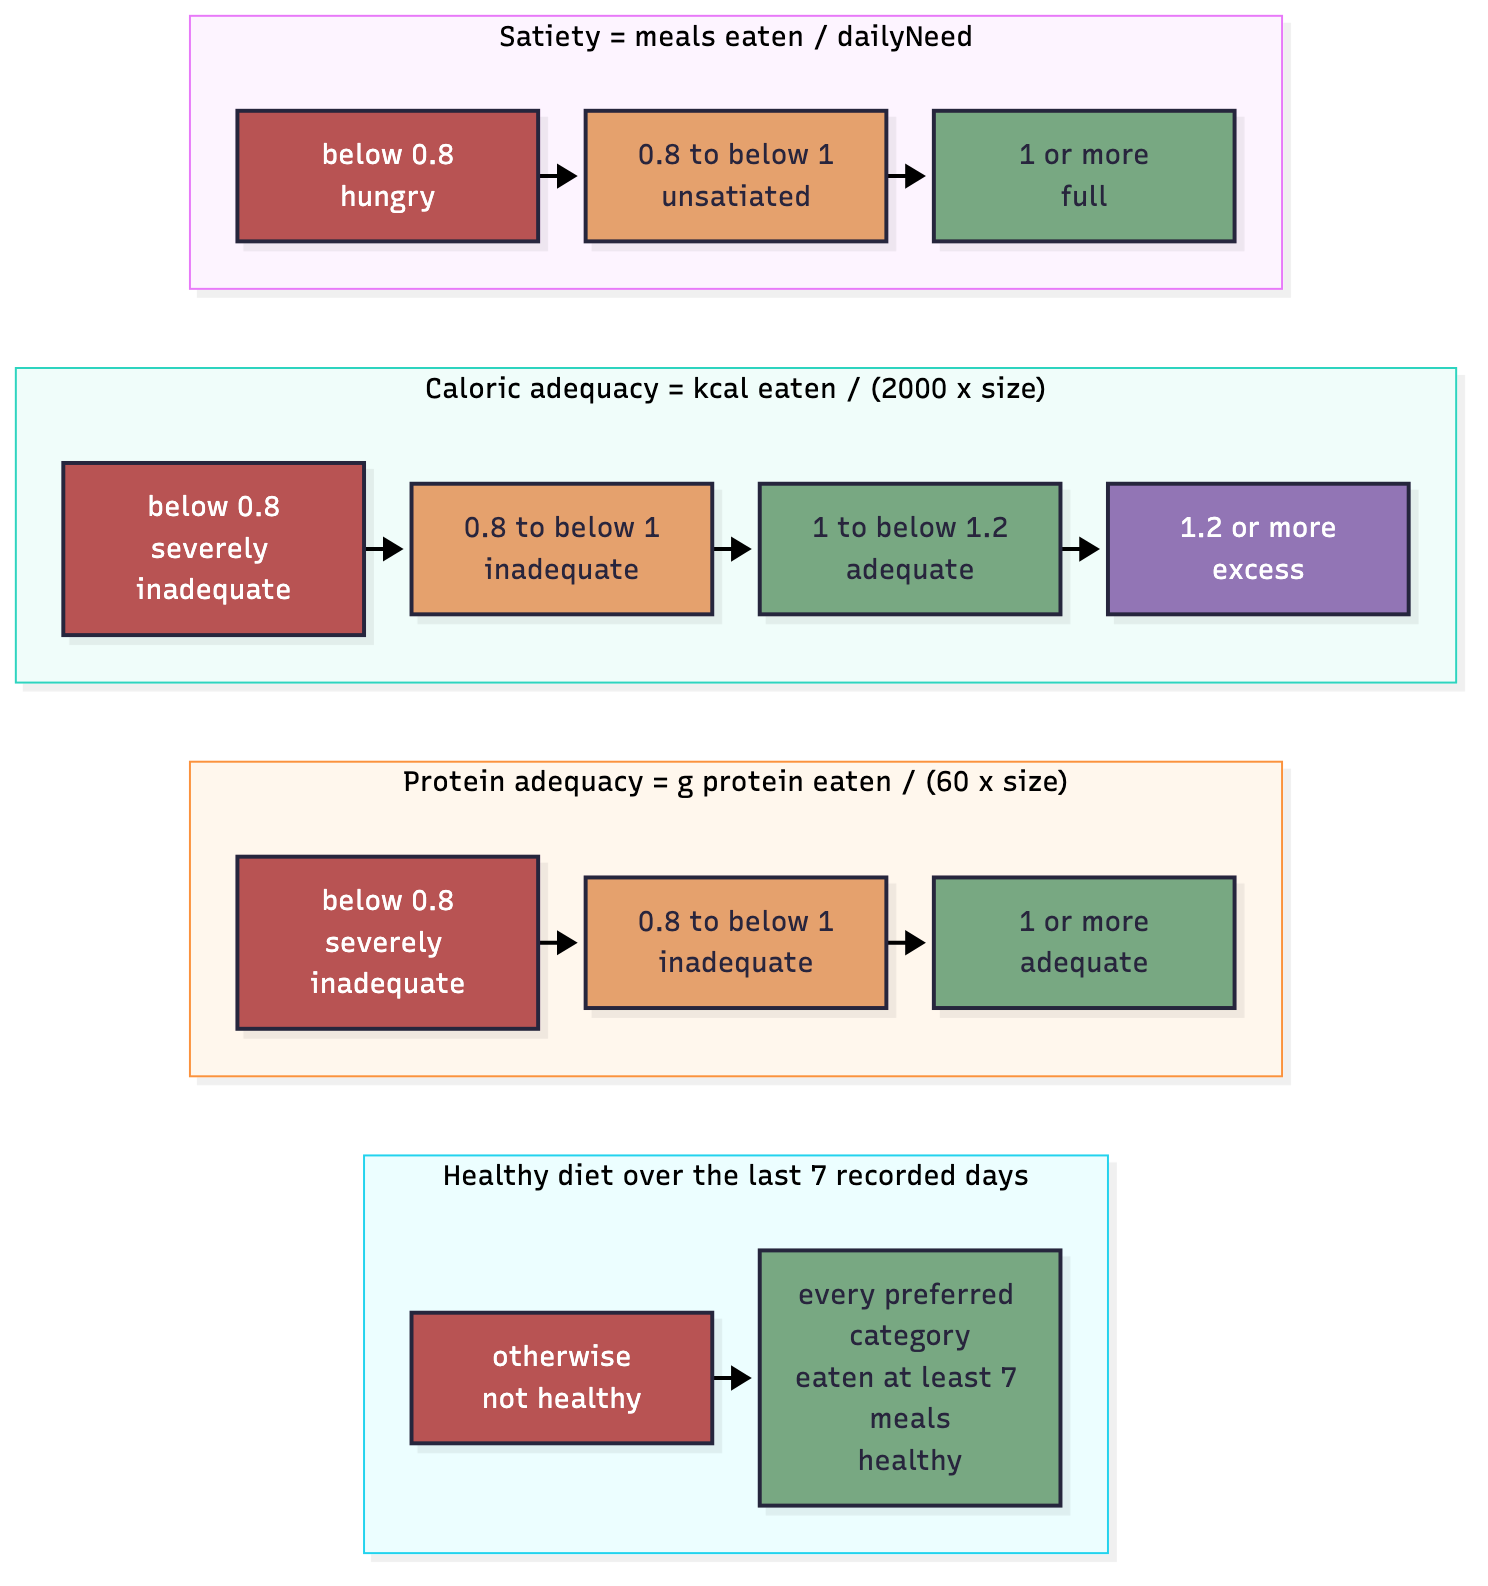 Satiety = meals eaten / dailyNeed
below 0.8
hungry
0.8 to below 1
unsatiated
1 or more
full
Caloric adequacy = kcal eaten / (2000 x size)
below 0.8
severely
inadequate
0.8 to below 1
inadequate
1 to below 1.2
adequate
1.2 or more
excess
Protein adequacy = g protein eaten / (60 x size)
below 0.8
severely
inadequate
0.8 to below 1
inadequate
1 or more
adequate
Healthy diet over the last 7 recorded days
otherwise
not healthy
every preferred
category
eaten at least 7
meals
healthy